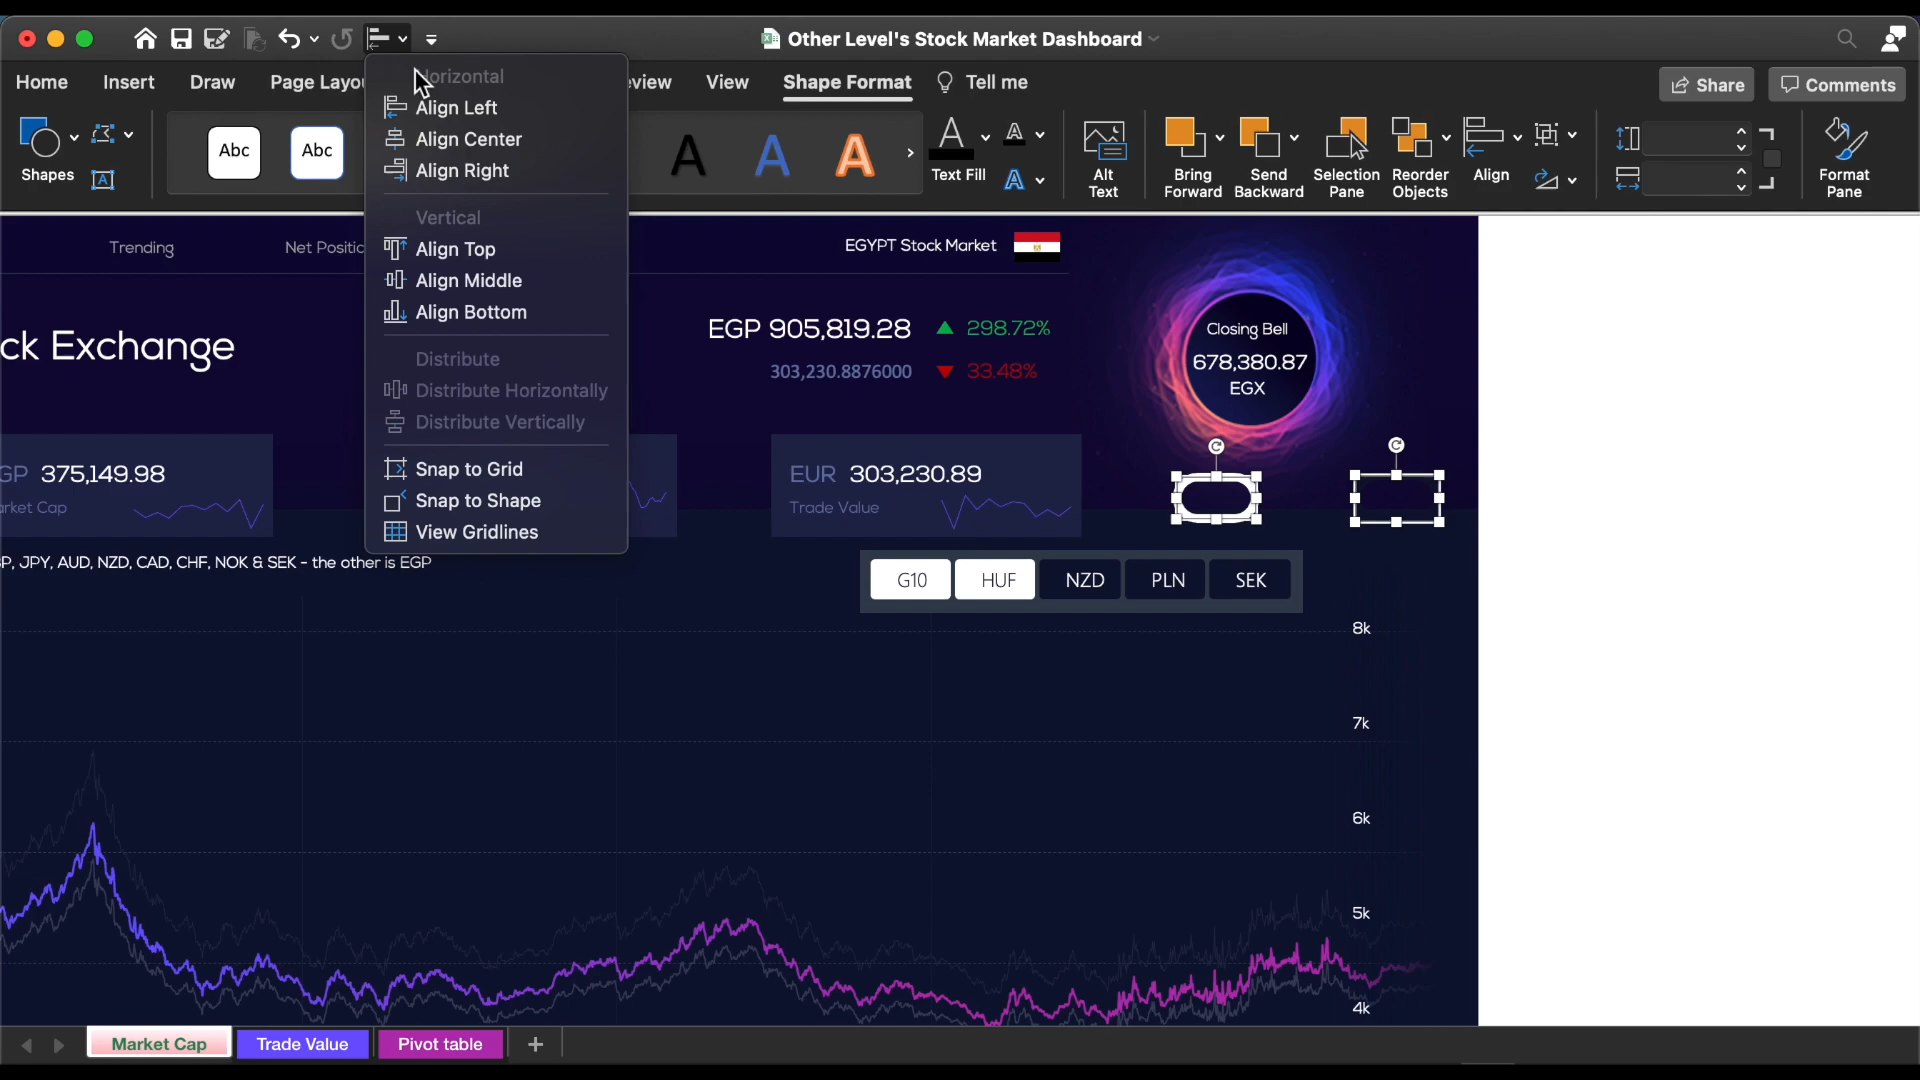 Other Level's Stock Market Dashboard
Home Insert Draw Page Layou view View Shape Format Tell me Share Comments
Shapes
Abc Abc
A A A
Text Fill
Alt Text
Bring Forward
Send Backward
Selection Pane
Reorder Objects
Align
Format Pane
Horizontal
Align Left
Align Center
Align Right
Vertical
Align Top
Align Middle
Align Bottom
Distribute
Distribute Horizontally
Distribute Vertically
Snap to Grid
Snap to Shape
View Gridlines
Trending Net Positio EGYPT Stock Market
ck Exchange
EGP 905,819.28 298.72%
303,230.8876000 33.48%
Closing Bell
678,380.87
EGX
GP 375,149.98
arket Cap
EUR 303,230.89
Trade Value
P, JPY, AUD, NZD, CAD, CHF, NOK & SEK - the other is EGP
G10 HUF NZD PLN SEK
8k
7k
6k
5k
4k
Market Cap Trade Value Pivot table